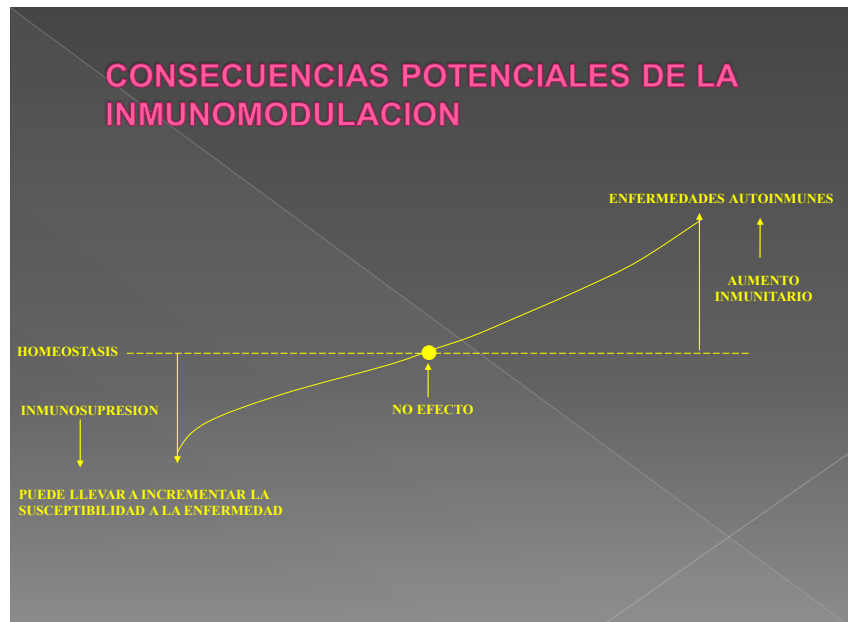 CONSECUENCIAS POTENCIALES DE LA
INMUNOMODULACION
ENFERMEDADES AUTOINMUNES
AUMENTO
INMUNITARIO
HOMEOSTASIS
INMUNOSUPRESION
NO EFECTO
PUEDE LLEVAR A INCREMENTAR LA
SUSCEPTIBILIDAD A LA ENFERMEDAD